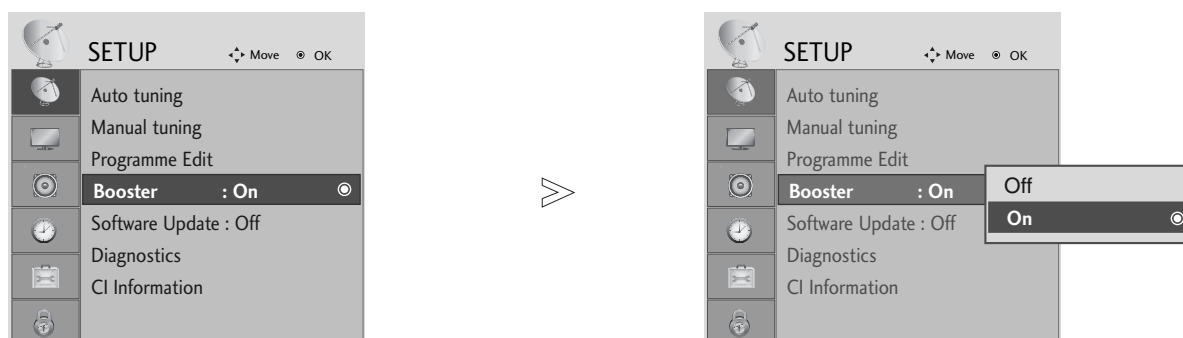 SETUP
Move OK
Auto tuning
Manual tuning
Programme Edit
Booster : On
Software Update : Off
Diagnostics
CI Information
SETUP
Move OK
Auto tuning
Manual tuning
Programme Edit
Booster : On
Software Update : Off
Diagnostics
CI Information
Off
On